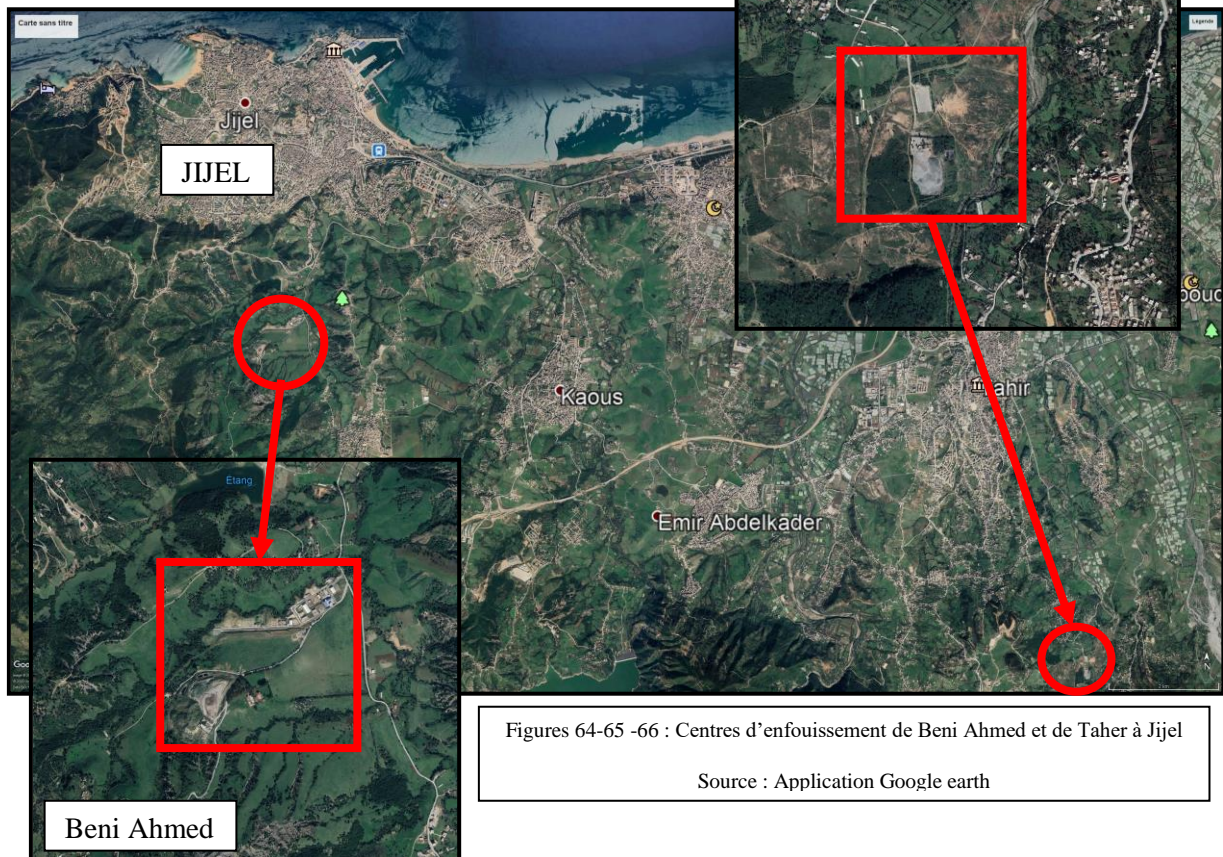 Carte sans titre
Légende
Jijel
JIJEL
Kaous
Tahir
Emir Abdelkader
Etang
Beni Ahmed
Figures 64-65 -66 : Centres d’enfouissement de Beni Ahmed et de Taher à Jijel
Source : Application Google earth